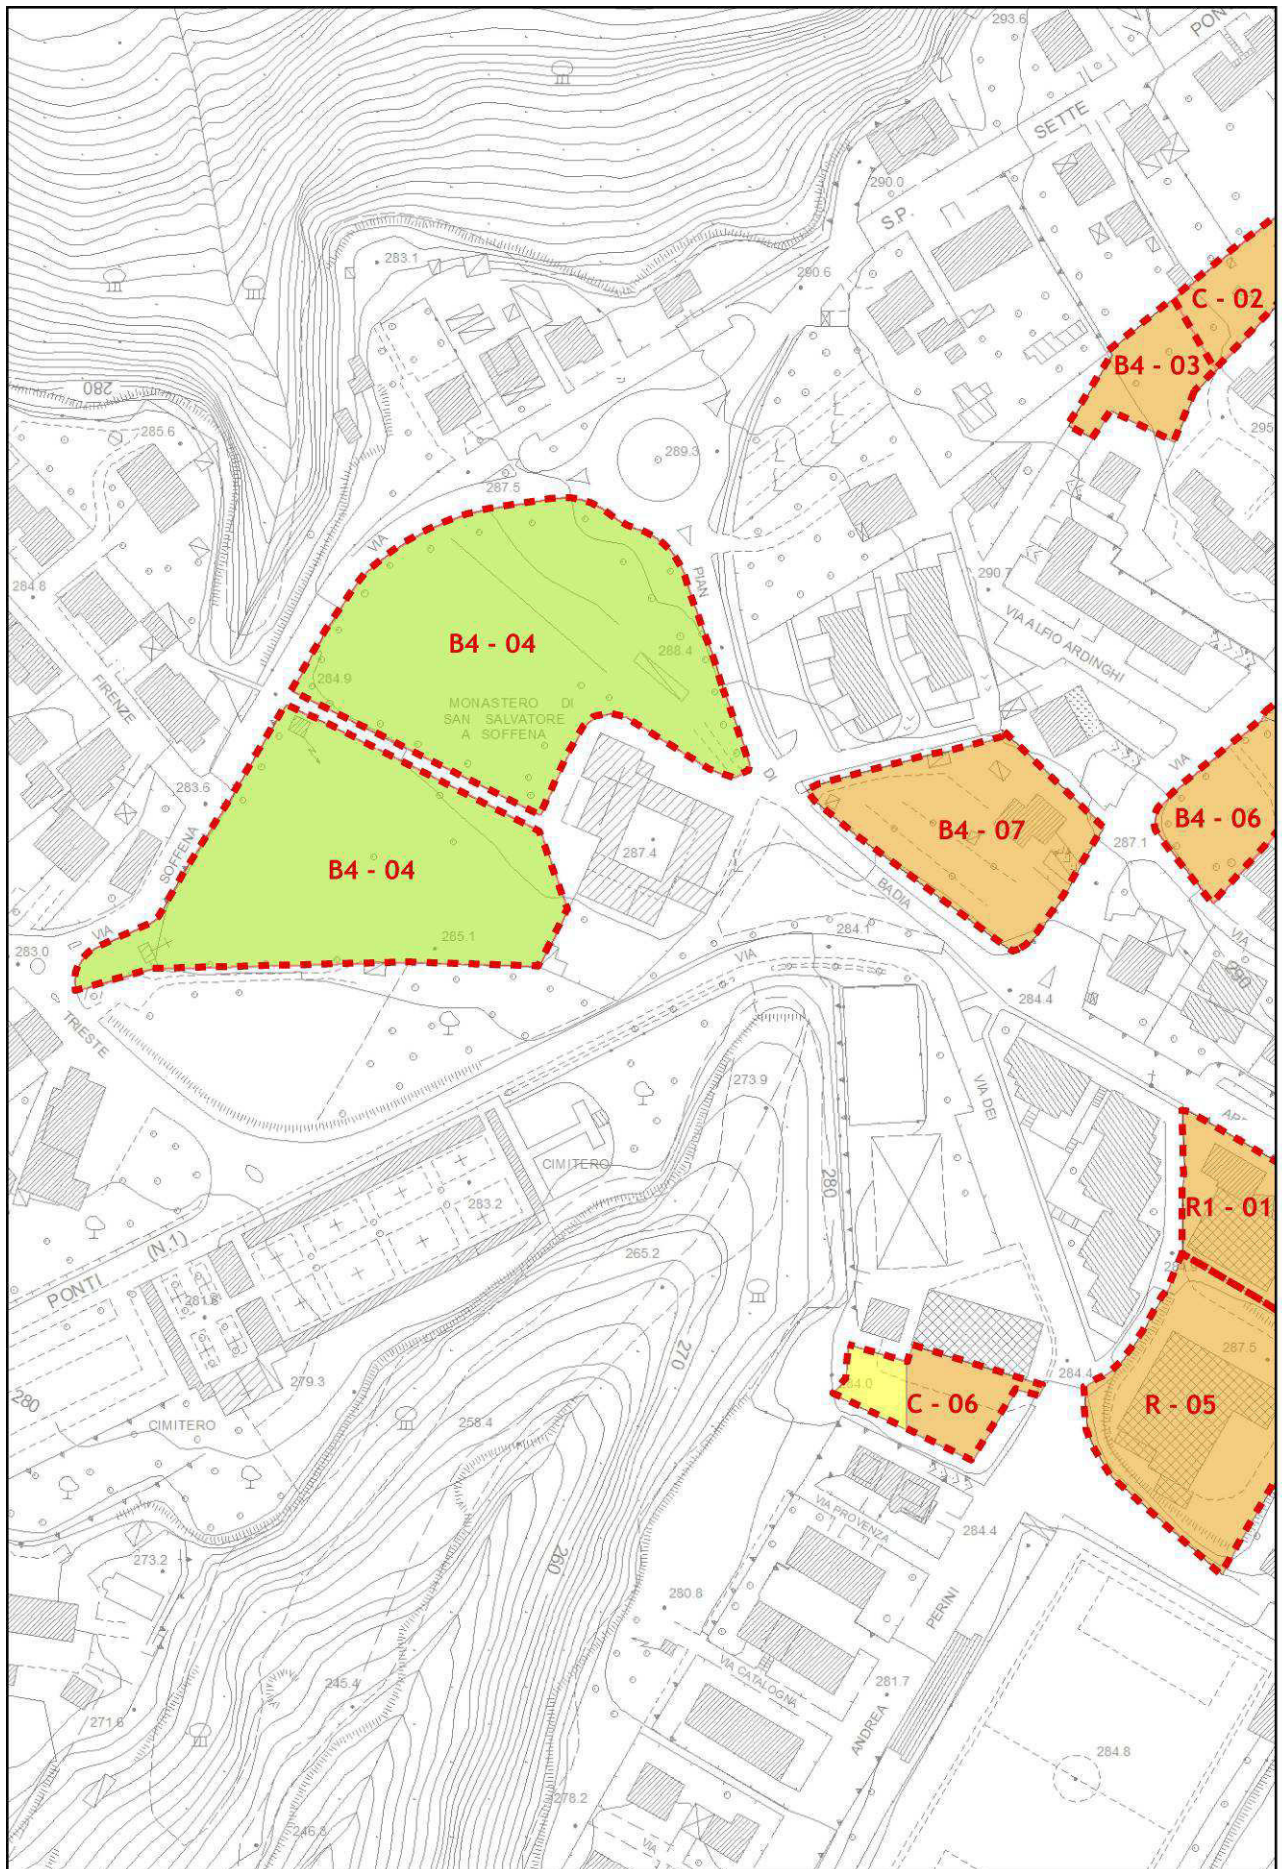 293.6
PON
SETTE
290.0
S.P.
283.1
290.6
C - 02
B4 - 03
280
285.6
295
289.3
287.5
VIA
PIAN
290.7
284.8
VIA ALFIO ARDINGHI
B4 - 04
288.4
284.9
FIRENZE
MONASTERO DI
SAN SALVATORE
A SOFFENA
DI
VIA
283.6
B4 - 07
B4 - 06
287.1
287.4
SOFFENA
B4 - 04
BADIA
VIA
285.1
284.1
VIA
VIA
283.0
290
284.4
TRIESTE
273.9
VIA DEI
CIMITERO
280
283.2
R1 - 01
(N.1)
265.2
PONTI
287.5
270
284.4
279.3
280
C - 06
R - 05
CIMITERO
258.4
VIA PROVENZA
284.4
260
273.2
280.8
PERINI
VIA CATALOGNA
245.4
281.7
271.6
ANDREA
284.8
278.2
246.3
VIA